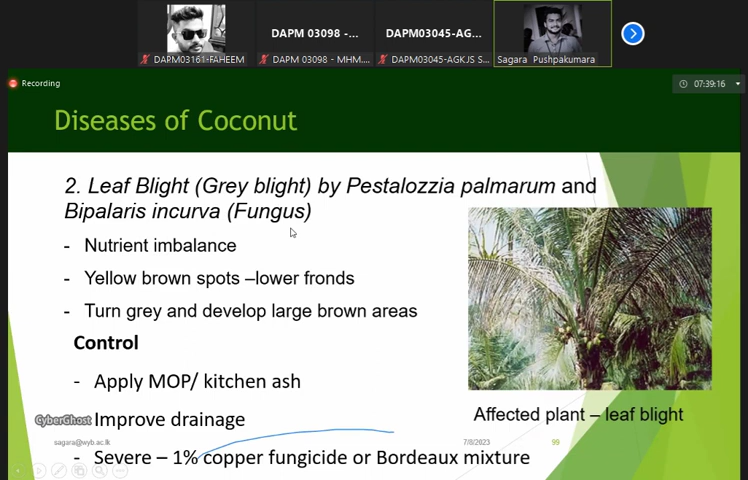 DAPM 03098 -...
DAPM03045-AG...
DAPM03161-FAHEEM
DAPM 03098 - MHM....
DAPM03045-AGKJS S...
Sagara Pushpakumara
Recording
07:39:16
Diseases of Coconut
2. Leaf Blight (Grey blight) by Pestalozzia palmarum and
Bipalaris incurva (Fungus)
- Nutrient imbalance
- Yellow brown spots –lower fronds
- Turn grey and develop large brown areas
Control
- Apply MOP/ kitchen ash
CyberGhost
Improve drainage
Affected plant – leaf blight
sagara@wyb.ac.lk
7/8/2023
99
- Severe – 1% copper fungicide or Bordeaux mixture